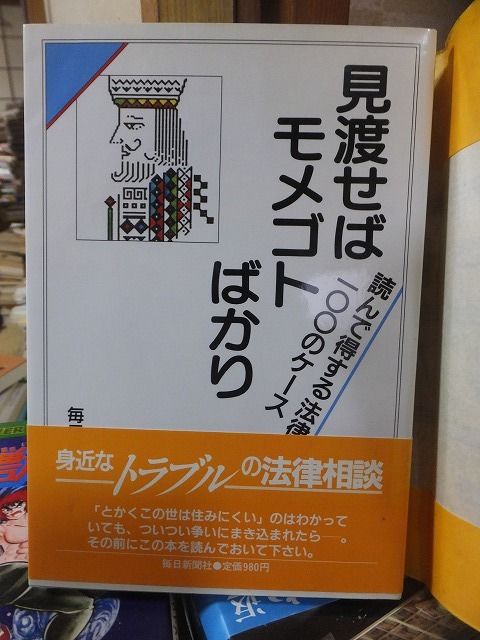 見渡せば
モメゴト
ばかり
読んで得する法律
一〇〇のケース
毎
身近なトラブルの法律相談
「とかくこの世は住みにくい」のはわかって
いても、ついつい争いにまき込まれたら─。
その前にこの本を読んでおいて下さい。
毎日新聞社●定価980円